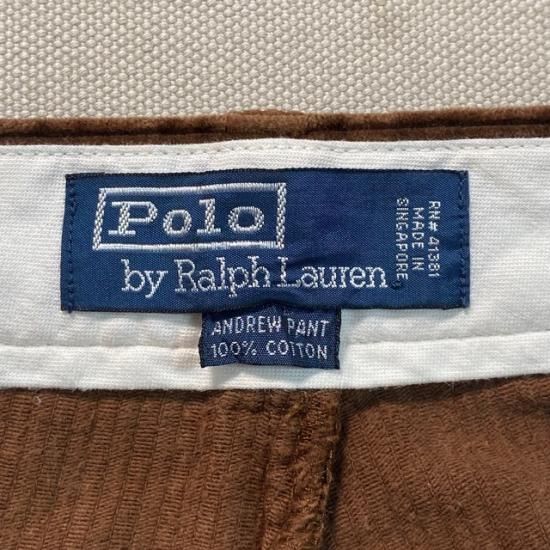 Polo
by Ralph Lauren
RN# 41381
MADE IN
SINGAPORE
ANDREW PANT
100% COTTON